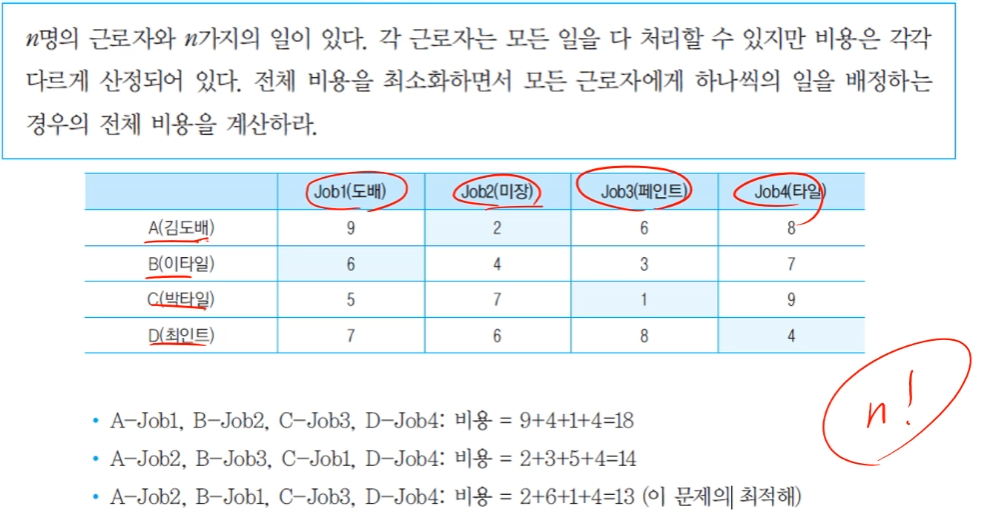 n명의 근로자와 n가지의 일이 있다. 각 근로자는 모든 일을 다 처리할 수 있지만 비용은 각각
다르게 산정되어 있다. 전체 비용을 최소화하면서 모든 근로자에게 하나씩의 일을 배정하는
경우의 전체 비용을 계산하라.
Job1(도배) Job2(미장) Job3(페인트) Job4(타일)
A(김도배) 9 2 6 8
B(이타일) 6 4 3 7
C(박타일) 5 7 1 9
D(최인트) 7 6 8 4
n!
• A-Job1, B-Job2, C-Job3, D-Job4: 비용 = 9+4+1+4=18
• A-Job2, B-Job3, C-Job1, D-Job4: 비용 = 2+3+5+4=14
• A-Job2, B-Job1, C-Job3, D-Job4: 비용 = 2+6+1+4=13 (이 문제의 최적해)